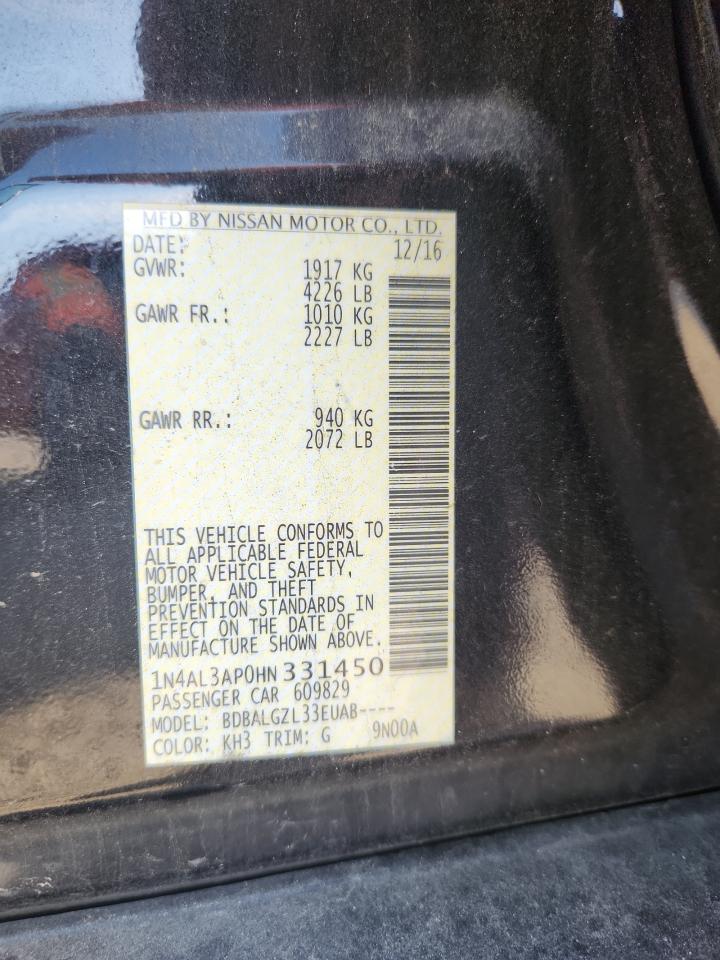 MFD BY NISSAN MOTOR CO., LTD.
DATE: 12/16
GVWR: 1917 KG
4226 LB
GAWR FR.: 1010 KG
2227 LB
GAWR RR.: 940 KG
2072 LB
THIS VEHICLE CONFORMS TO
ALL APPLICABLE FEDERAL
MOTOR VEHICLE SAFETY,
BUMPER, AND THEFT
PREVENTION STANDARDS IN
EFFECT ON THE DATE OF
MANUFACTURE SHOWN ABOVE.
1N4AL3AP0HN 331450
PASSENGER CAR 609829
MODEL: BDBALGZL33EUAB----
COLOR: KH3 TRIM: G 9N00A